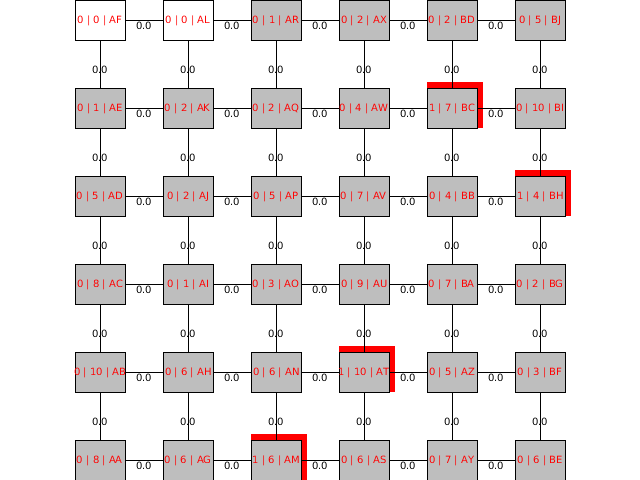 0 | 0 | AF 0.0 0 | 0 | AL 0.0 0 | 1 | AR 0.0 0 | 2 | AX 0.0 0 | 2 | BD 0.0 0 | 5 | BJ
0.0 0.0 0.0 0.0 0.0 0.0
0 | 1 | AE 0.0 0 | 2 | AK 0.0 0 | 2 | AQ 0.0 0 | 4 | AW 0.0 1 | 7 | BC 0.0 0 | 10 | BI
0.0 0.0 0.0 0.0 0.0 0.0
0 | 5 | AD 0.0 0 | 2 | AJ 0.0 0 | 5 | AP 0.0 0 | 7 | AV 0.0 0 | 4 | BB 0.0 1 | 4 | BH
0.0 0.0 0.0 0.0 0.0 0.0
0 | 8 | AC 0.0 0 | 1 | AI 0.0 0 | 3 | AO 0.0 0 | 9 | AU 0.0 0 | 7 | BA 0.0 0 | 2 | BG
0.0 0.0 0.0 0.0 0.0 0.0
0 | 10 | AB 0.0 0 | 6 | AH 0.0 0 | 6 | AN 0.0 1 | 10 | AT 0.0 0 | 5 | AZ 0.0 0 | 3 | BF
0.0 0.0 0.0 0.0 0.0 0.0
0 | 8 | AA 0.0 0 | 6 | AG 0.0 1 | 6 | AM 0.0 0 | 6 | AS 0.0 0 | 7 | AY 0.0 0 | 6 | BE